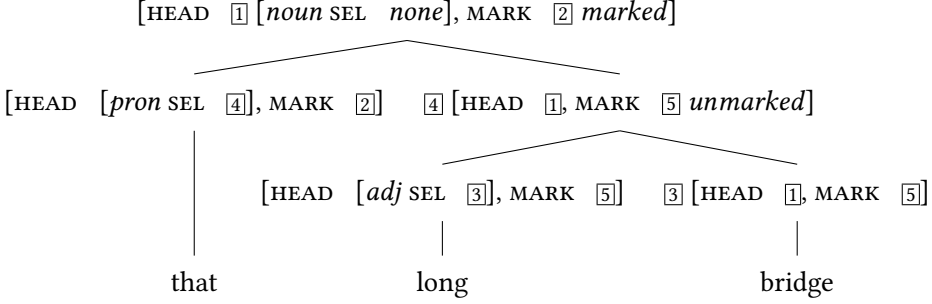 [HEAD 1 [noun SEL none], MARK 2 marked]
[HEAD [pron SEL 4], MARK 2] 4 [HEAD 1, MARK 5 unmarked]
[HEAD [adj SEL 3], MARK 5] 3 [HEAD 1, MARK 5]
that long bridge